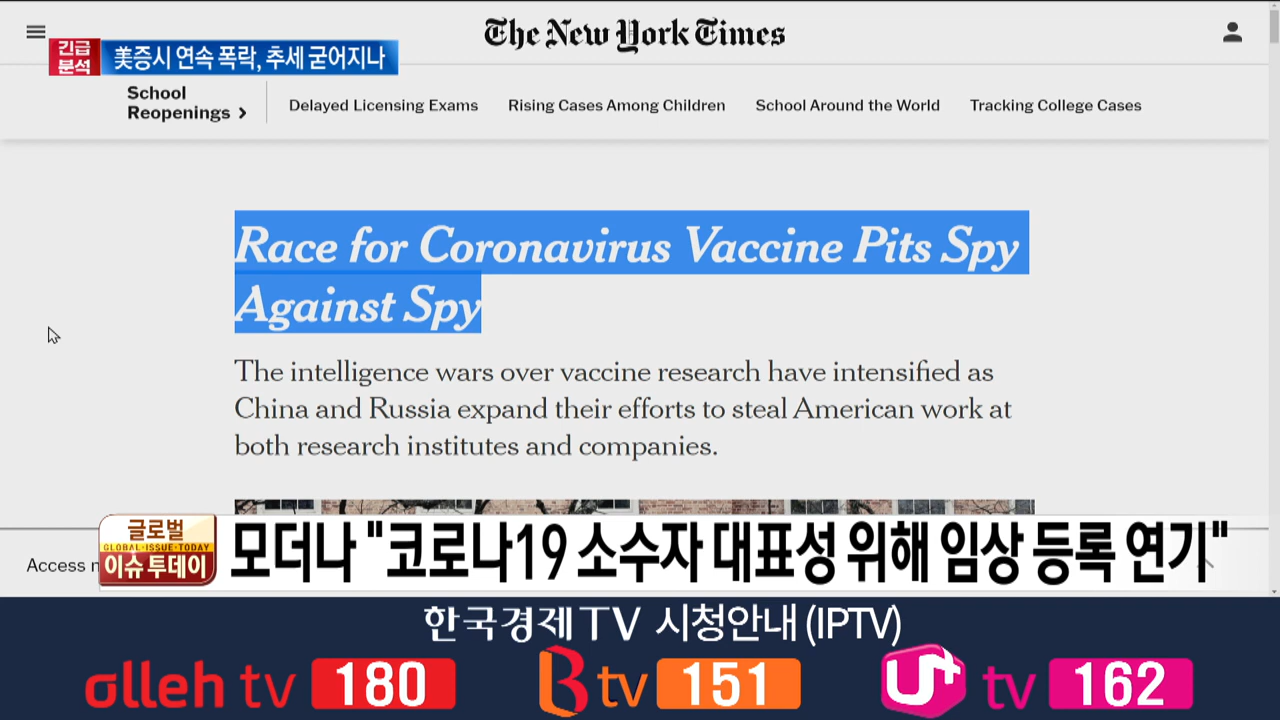 The New York Times
긴급
분석
美증시 연속 폭락, 추세 굳어지나
School
Reopenings
Delayed Licensing Exams
Rising Cases Among Children
School Around the World
Tracking College Cases
Race for Coronavirus Vaccine Pits Spy
Against Spy
The intelligence wars over vaccine research have intensified as
China and Russia expand their efforts to steal American work at
both research institutes and companies.
Access
글로벌
GLOBAL·ISSUE·TODAY
이슈 투데이
모더나 "코로나19 소수자 대표성 위해 임상 등록 연기"
한국경제TV 시청안내 (IPTV)
olleh tv 180
B tv 151
U+ tv 162